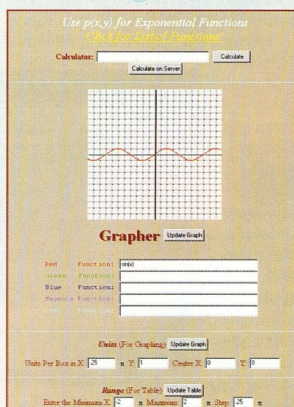 Use p(x,y) for Exponential Functions
Click for List of Functions!
Calculator: Calculate
Calculate on Server
Grapher Update Graph
Red Function: sin(x)
Green Function:
Blue Function:
Magenta Function:
Function:
Units (For Graphing) Update Graph
Units Per Box in X: .25 π Y: 1 Center X: 0 Y: 0
Range (For Table) Update Table
Enter the Minimum X: -2 π Maximum: 2 π Step: .25 π